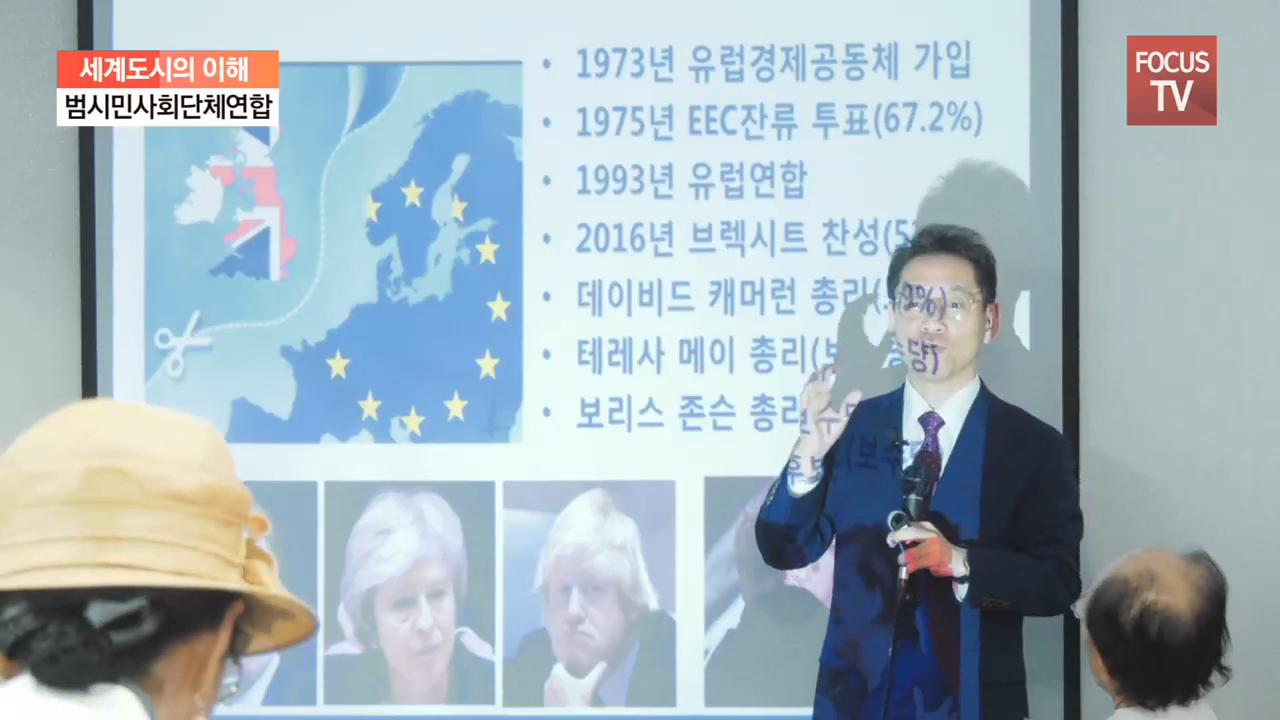 세계도시의 이해
범시민사회단체연합
FOCUS
TV
• 1973년 유럽경제공동체 가입
• 1975년 EEC잔류 투표(67.2%)
• 1993년 유럽연합
• 2016년 브렉시트 찬성(5
• 데이비드 캐머런 총리(
• 테레사 메이 총리(보
• 보리스 존슨 총리